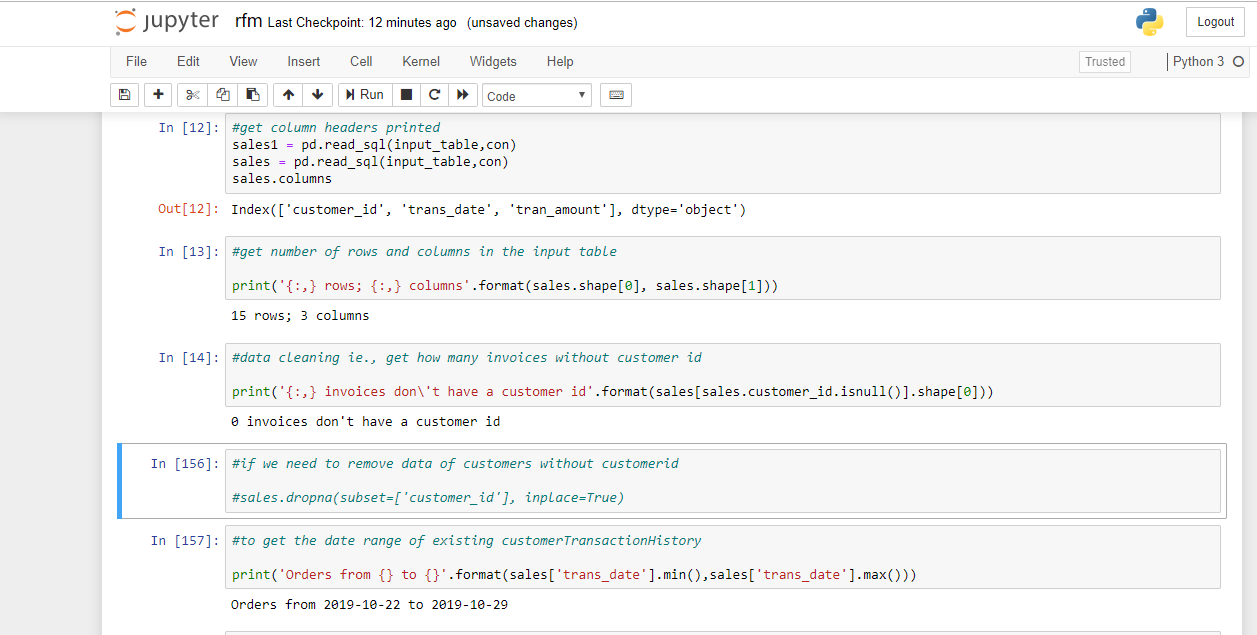 jupyter rfm Last Checkpoint: 12 minutes ago (unsaved changes) Logout
File Edit View Insert Cell Kernel Widgets Help Trusted Python 3
Run Code
In [12]: #get column headers printed
sales1 = pd.read_sql(input_table,con)
sales = pd.read_sql(input_table,con)
sales.columns
Out[12]: Index(['customer_id', 'trans_date', 'tran_amount'], dtype='object')
In [13]: #get number of rows and columns in the input table
print('{:,} rows; {:,} columns'.format(sales.shape[0], sales.shape[1]))
15 rows; 3 columns
In [14]: #data cleaning ie., get how many invoices without customer id
print('{:,} invoices don\'t have a customer id'.format(sales[sales.customer_id.isnull()].shape[0]))
0 invoices don't have a customer id
In [156]: #if we need to remove data of customers without customerid
#sales.dropna(subset=['customer_id'], inplace=True)
In [157]: #to get the date range of existing customerTransactionHistory
print('Orders from {} to {}'.format(sales['trans_date'].min(),sales['trans_date'].max()))
Orders from 2019-10-22 to 2019-10-29